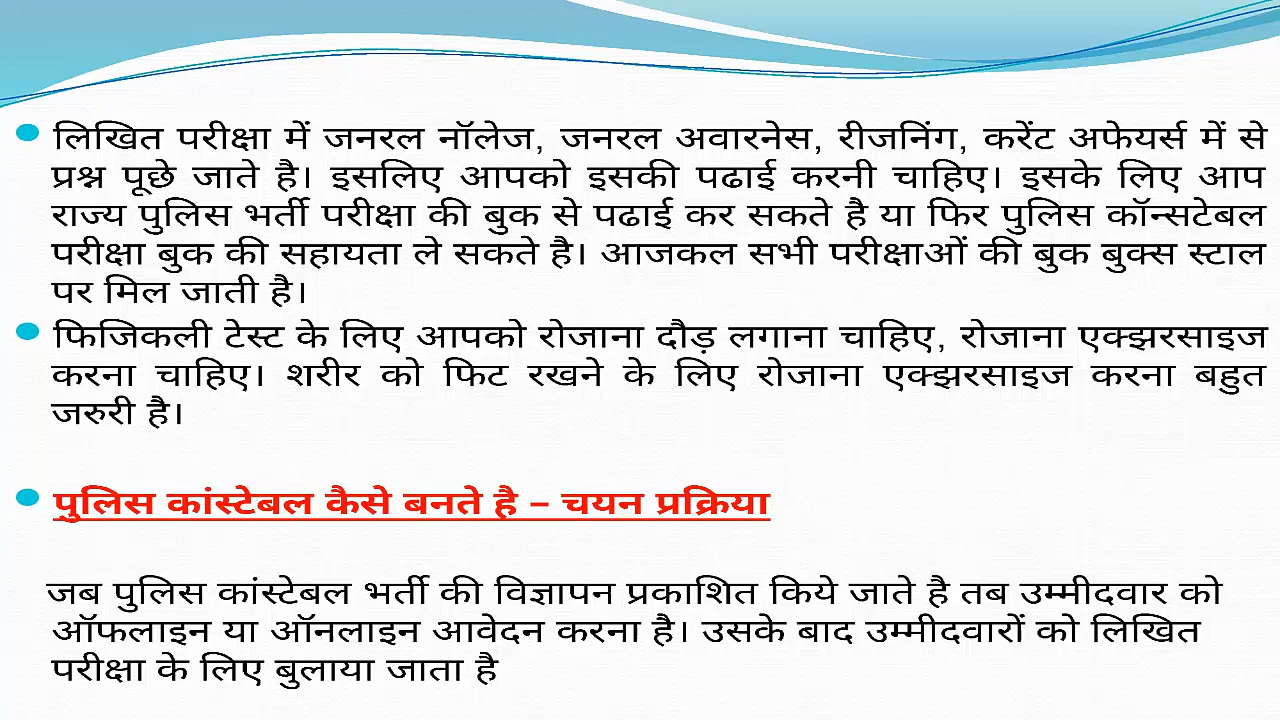 लिखित परीक्षा में जनरल नॉलेज, जनरल अवारनेस, रीजनिंग, करेंट अफेयर्स में से
प्रश्न पूछे जाते है। इसलिए आपको इसकी पढाई करनी चाहिए। इसके लिए आप
राज्य पुलिस भर्ती परीक्षा की बुक से पढाई कर सकते है या फिर पुलिस कॉन्सटेबल
परीक्षा बुक की सहायता ले सकते है। आजकल सभी परीक्षाओं की बुक बुक्स स्टाल
पर मिल जाती है।
फिजिकली टेस्ट के लिए आपको रोजाना दौड़ लगाना चाहिए, रोजाना एक्झरसाइज
करना चाहिए। शरीर को फिट रखने के लिए रोजाना एक्झरसाइज करना बहुत
जरुरी है।
पुलिस कांस्टेबल कैसे बनते है – चयन प्रक्रिया
जब पुलिस कांस्टेबल भर्ती की विज्ञापन प्रकाशित किये जाते है तब उम्मीदवार को
ऑफलाइन या ऑनलाइन आवेदन करना है। उसके बाद उम्मीदवारों को लिखित
परीक्षा के लिए बुलाया जाता है